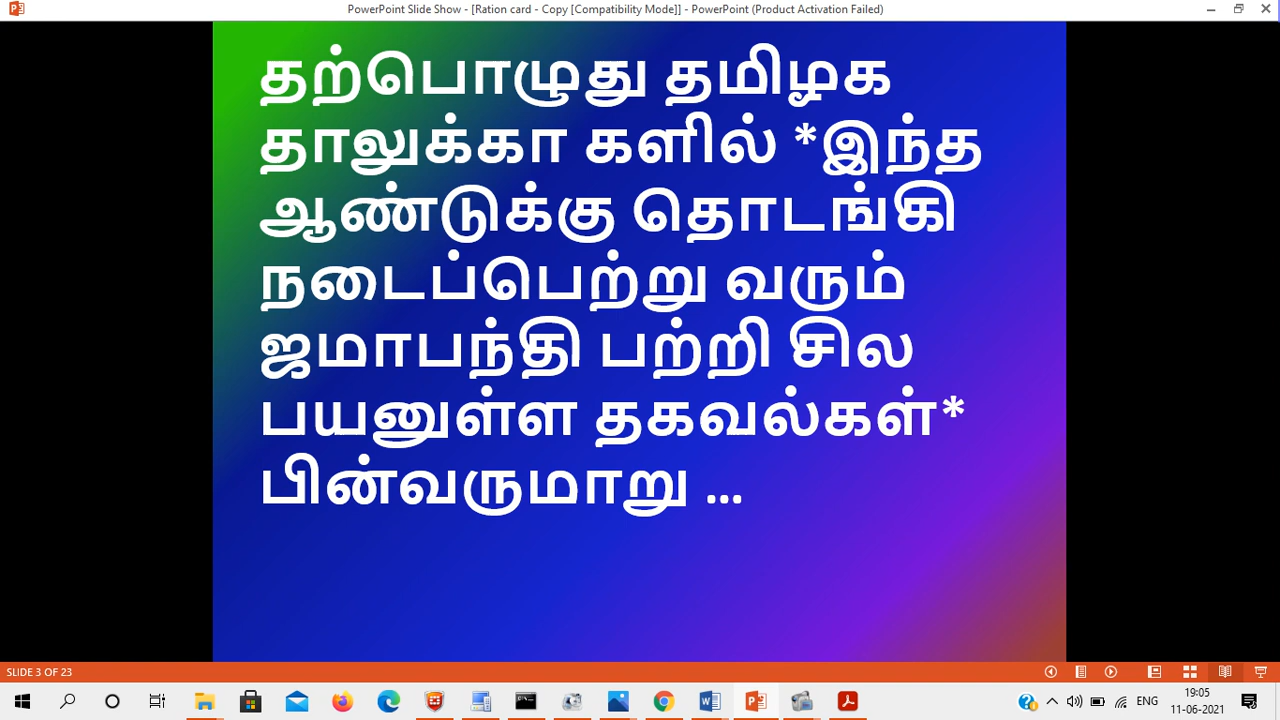 PowerPoint Slide Show - [Ration card - Copy [Compatibility Mode]] - PowerPoint (Product Activation Failed)
தற்பொழுது தமிழக
தாலுக்கா களில் *இந்த
ஆண்டுக்கு தொடங்கி
நடைப்பெற்று வரும்
ஜமாபந்தி பற்றி சில
பயனுள்ள தகவல்கள்*
பின்வருமாறு ...
SLIDE 3 OF 23
ENG
19:05
11-06-2021